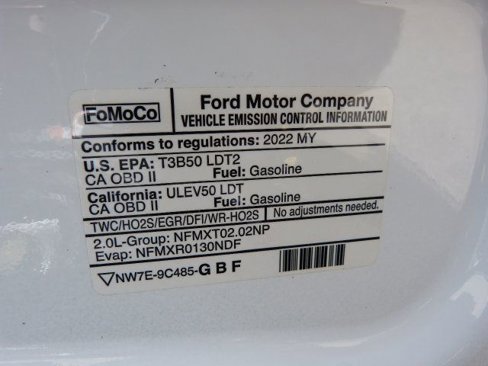 FoMoCo
Ford Motor Company
VEHICLE EMISSION CONTROL INFORMATION
Conforms to regulations: 2022 MY
U.S. EPA: T3B50 LDT2
CA OBD II Fuel: Gasoline
California: ULEV50 LDT
CA OBD II Fuel: Gasoline
TWC/HO2S/EGR/DFI/WR-HO2S No adjustments needed.
2.0L-Group: NFMXT02.02NP
Evap: NFMXR0130NDF
NW7E-9C485-GBF